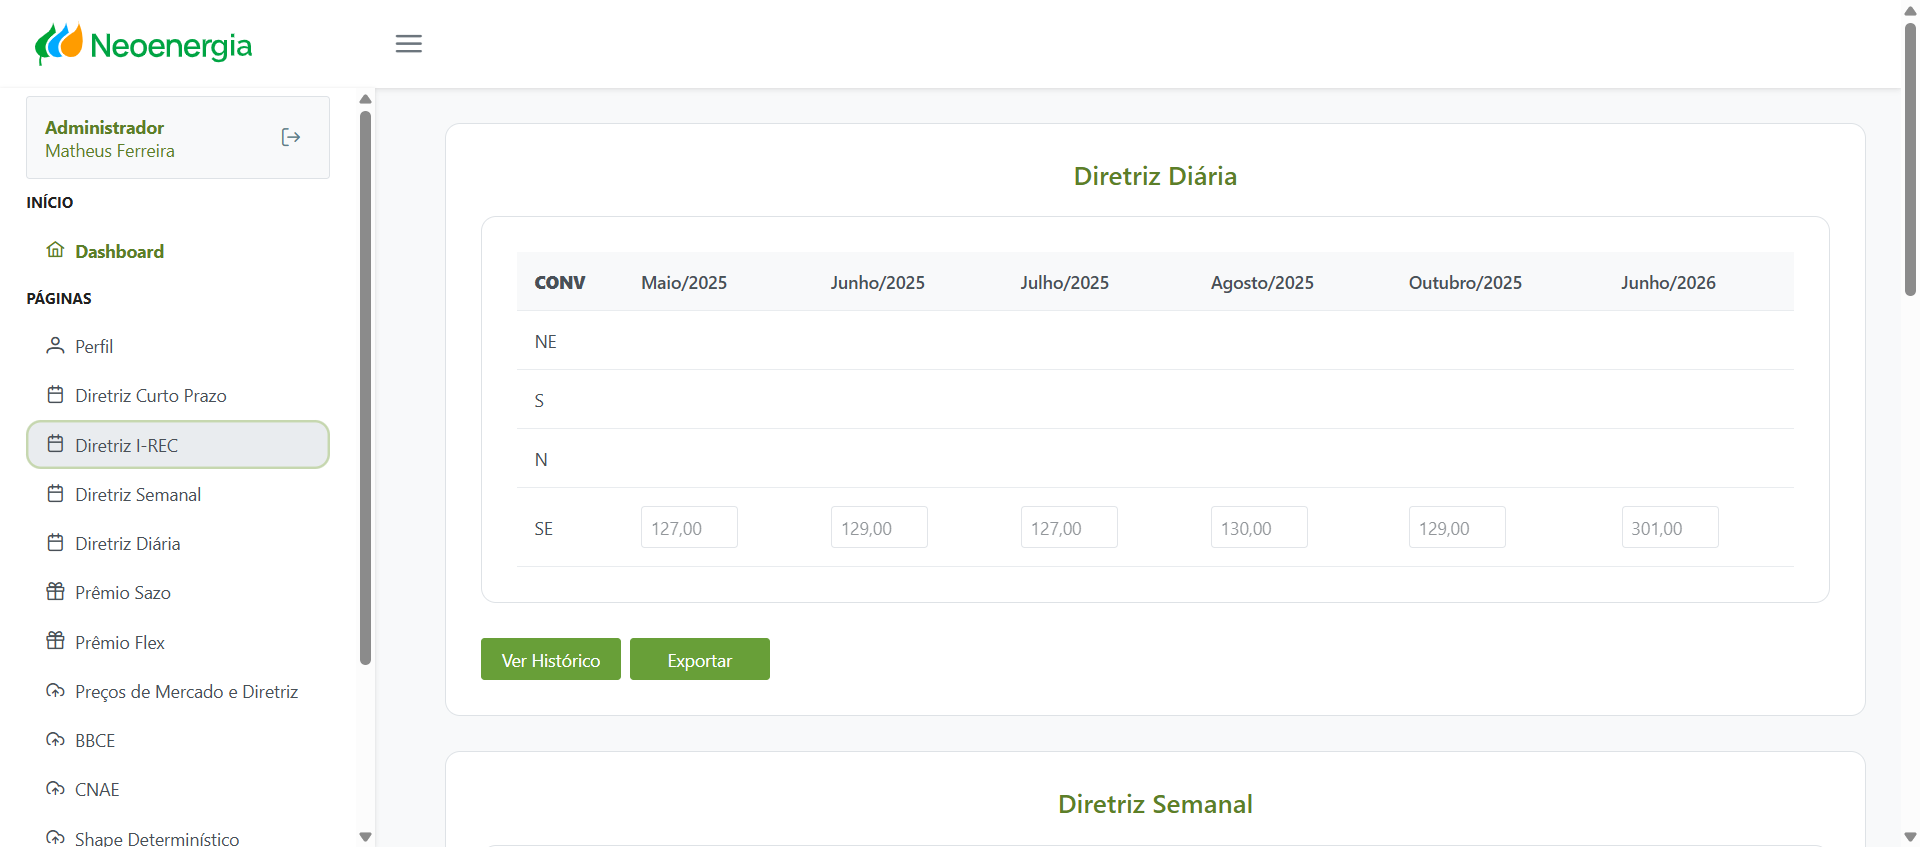 Neoenergia
Administrador
Matheus Ferreira
INÍCIO
Dashboard
PÁGINAS
Perfil
Diretriz Curto Prazo
Diretriz I-REC
Diretriz Semanal
Diretriz Diária
Prêmio Sazo
Prêmio Flex
Preços de Mercado e Diretriz
BBCE
CNAE
Shape Determinístico
Diretriz Diária
CONV Maio/2025 Junho/2025 Julho/2025 Agosto/2025 Outubro/2025 Junho/2026
NE
S
N
SE 127,00 129,00 127,00 130,00 129,00 301,00
Ver Histórico Exportar
Diretriz Semanal